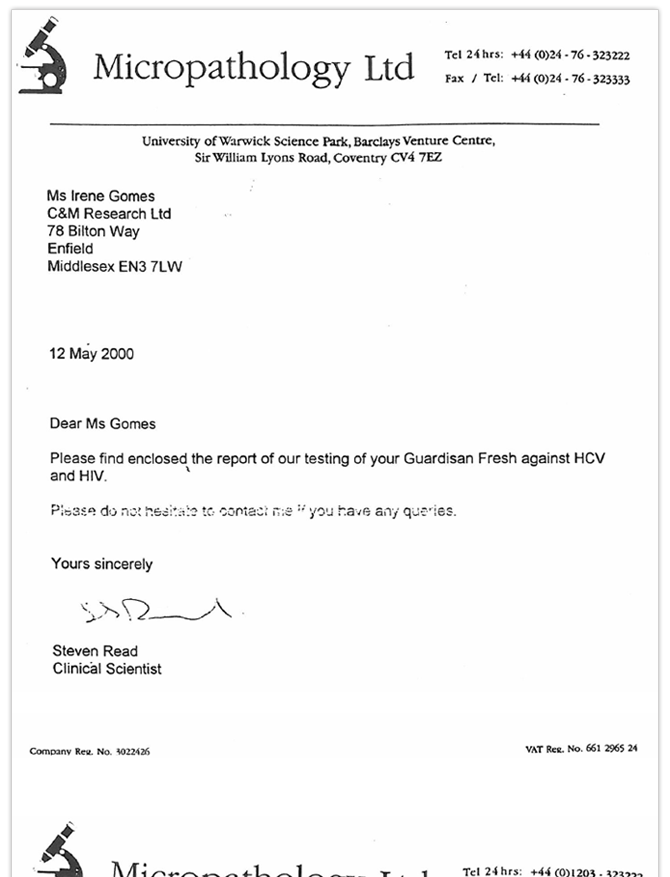 Micropathology Ltd
Tel 24 hrs: +44 (0)24 - 76 - 323222
Fax / Tel: +44 (0)24 - 76 - 323333
University of Warwick Science Park, Barclays Venture Centre,
Sir William Lyons Road, Coventry CV4 7EZ
Ms Irene Gomes
C&M Research Ltd
78 Bilton Way
Enfield
Middlesex EN3 7LW
12 May 2000
Dear Ms Gomes
Please find enclosed the report of our testing of your Guardisan Fresh against HCV
and HIV.
Please do not hesitate to contact me if you have any queries.
Yours sincerely
Steven Read
Clinical Scientist
Company Reg. No. 3022426
VAT Reg. No. 661 2965 24
Micropathology Ltd
Tel 24 hrs: +44 (0)1203 - 323222